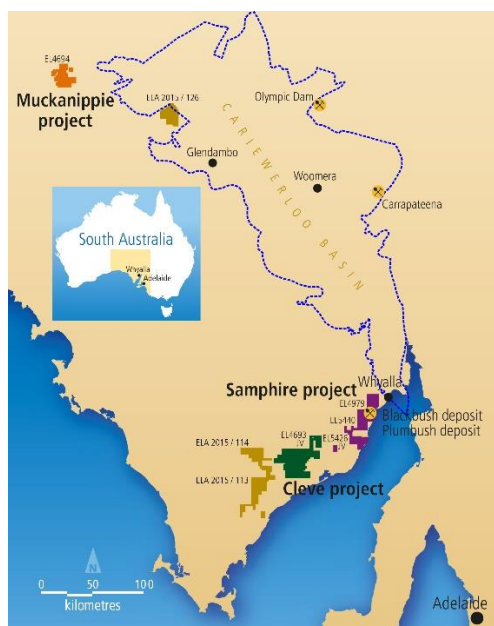 EL4694
Muckanippie
project
ELA 2015 / 126
Olympic Dam
CARIEWERLOO BASIN
Glendambo
Woomera
Carrapateena
South Australia
Whyalla
Adelaide
Samphire project
Whyalla
EL4979
Blackbush deposit
Plumbush deposit
EL5440
EL5426
JV
EL4693
JV
ELA 2015 / 114
ELA 2015 / 113
Cleve project
N
0 50 100
kilometres
Adelaide